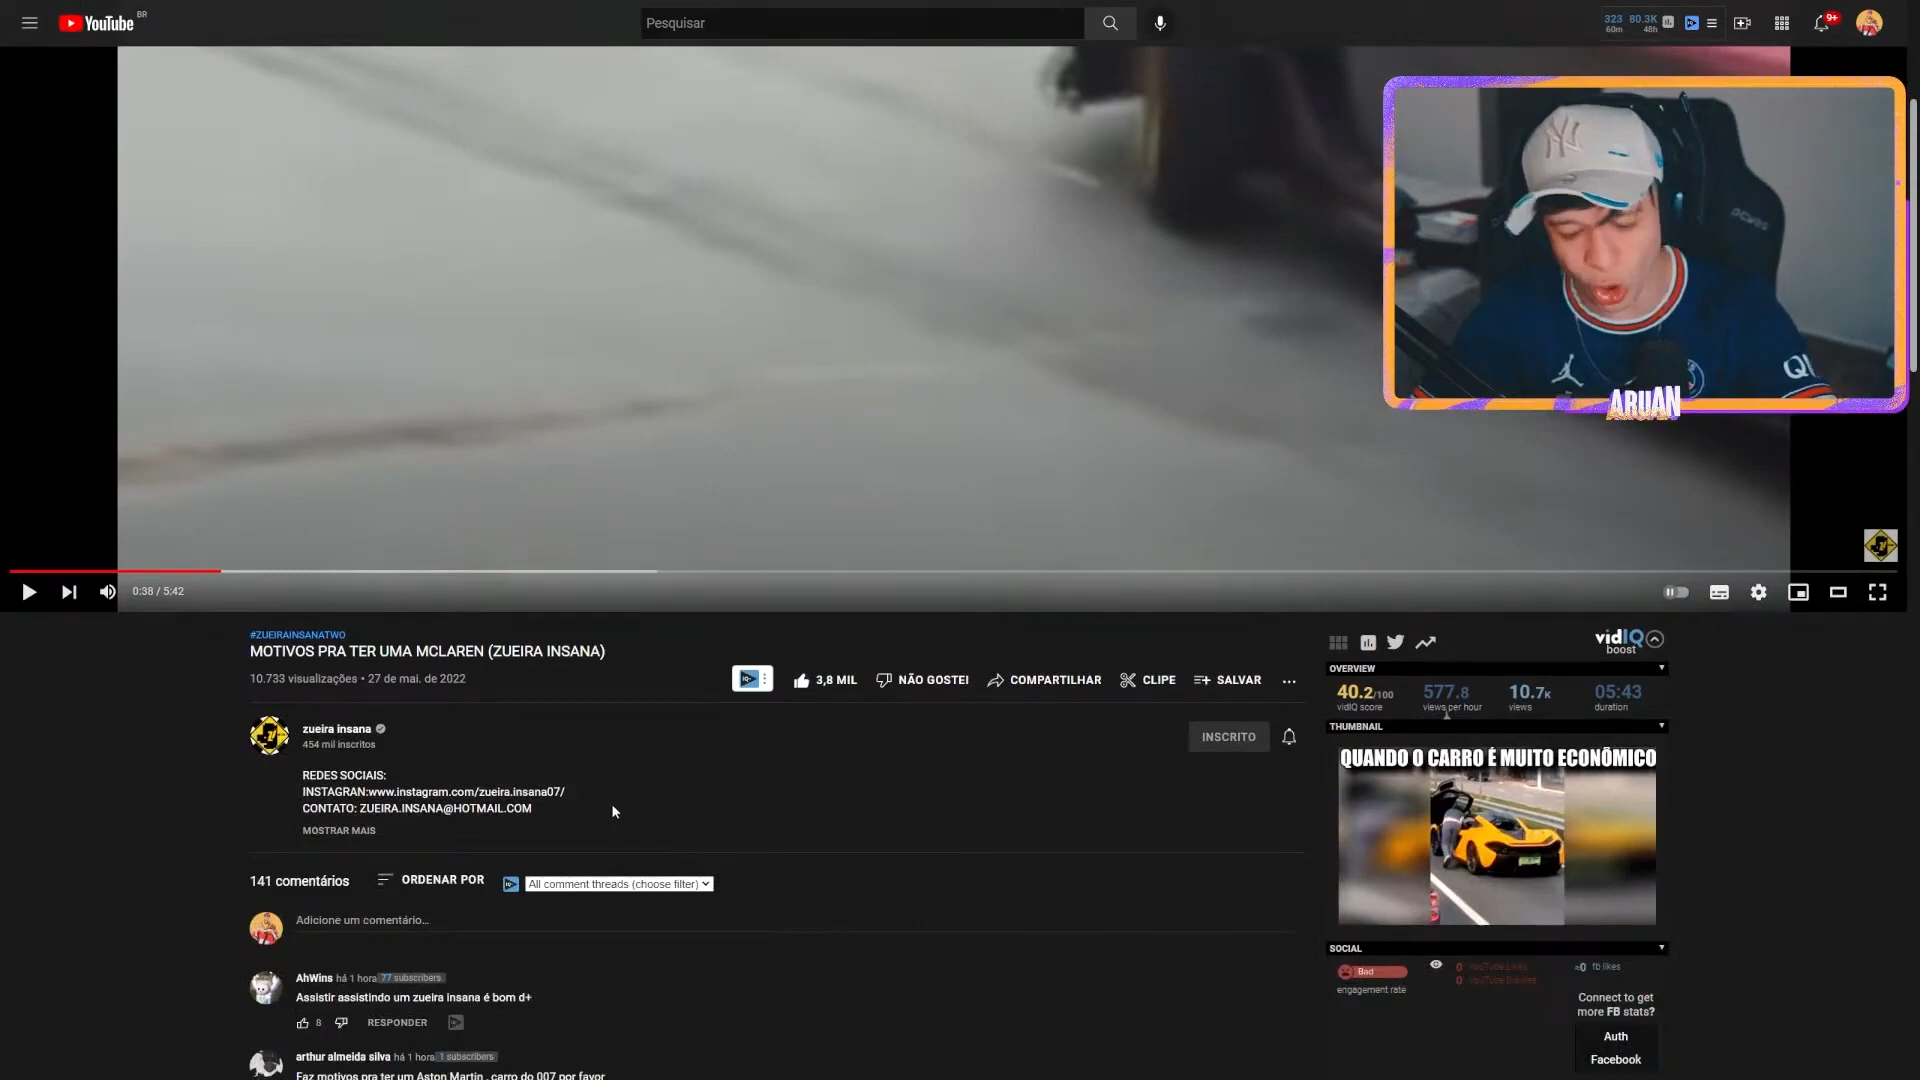 YouTube BR
Pesquisar
323 80.3K
60m 48h
9+
NY
QU
ARUAN
0:38 / 5:42
#ZUEIRAINSANATWO
MOTIVOS PRA TER UMA MCLAREN (ZUEIRA INSANA)
10.733 visualizações • 27 de mai. de 2022
3,8 MIL
NÃO GOSTEI
COMPARTILHAR
CLIPE
SALVAR
zueira insana
454 mil inscritos
INSCRITO
REDES SOCIAIS:
INSTAGRAN:www.instagram.com/zueira.insana07/
CONTATO: ZUEIRA.INSANA@HOTMAIL.COM
MOSTRAR MAIS
141 comentários
ORDENAR POR
All comment threads (choose filter)
Adicione um comentário...
AhWins há 1 hora 77 subscribers
Assistir assistindo um zueira insana é bom d+
8
RESPONDER
arthur almeida silva há 1 hora 1 subscribers
Faz motivos pra ter um Aston Martin , carro do 007 por favor
vidIQ
boost
OVERVIEW
40.2/100 577.8 10.7K 05:43
vidIQ score views per hour views duration
THUMBNAIL
QUANDO O CARRO É MUITO ECONÔMICO
SOCIAL
Bad
engagement rate
0 YouTube Likes
0 YouTube Dislikes
0 fb likes
Connect to get
more FB stats?
Auth
Facebook